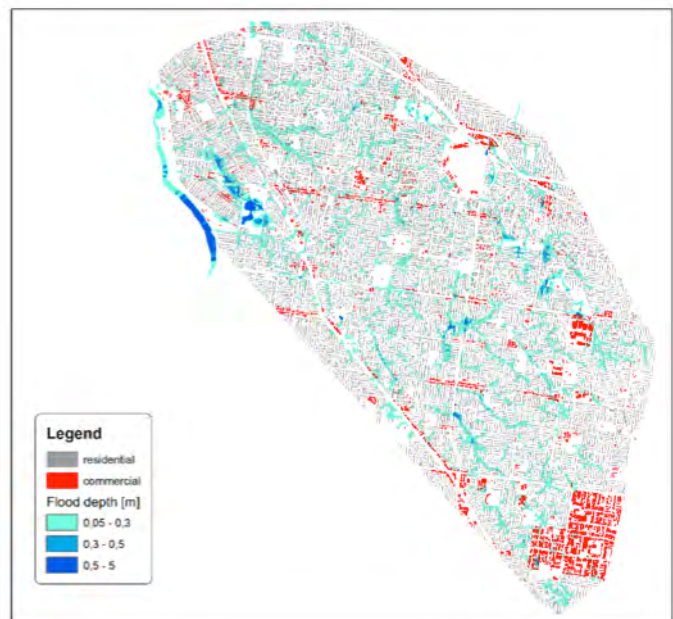 Legend
residential
commercial
Flood depth [m]
0,05 - 0,3
0,3 - 0,5
0,5 - 5